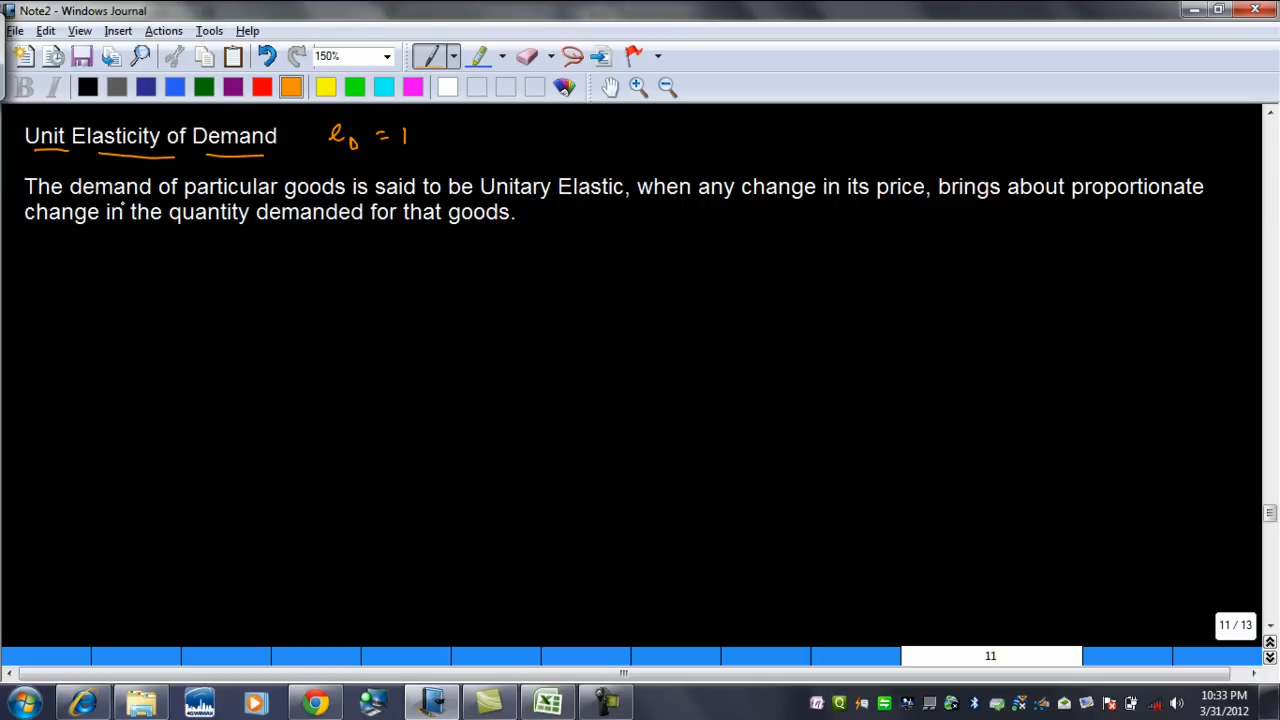 Note2 - Windows Journal
File Edit View Insert Actions Tools Help
150%
B I
Unit Elasticity of Demand e_D = 1
The demand of particular goods is said to be Unitary Elastic, when any change in its price, brings about proportionate
change in the quantity demanded for that goods.
11 / 13
11
10:33 PM
3/31/2012